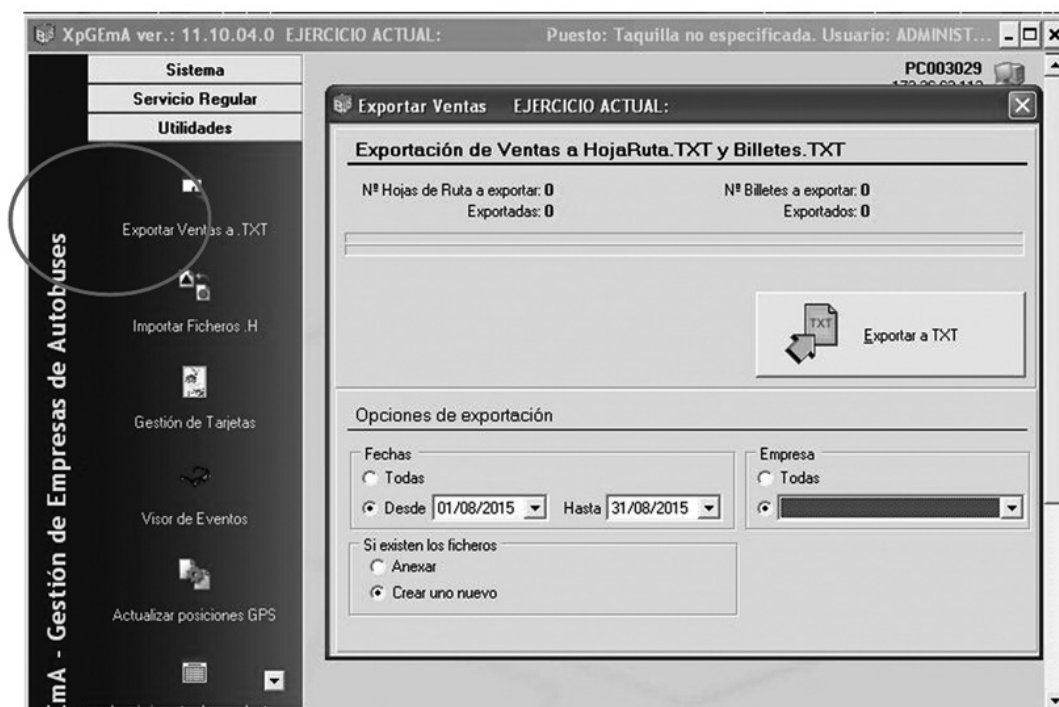 XpGEmA ver.: 11.10.04.0 EJERCICIO ACTUAL: Puesto: Taquilla no especificada. Usuario: ADMINIST...
Sistema
Servicio Regular
Utilidades
Exportar Ventas a .TXT
Importar Ficheros .H
Gestión de Tarjetas
Visor de Eventos
Actualizar posiciones GPS
EmA - Gestión de Empresas de Autobuses
PC003029
Exportar Ventas EJERCICIO ACTUAL:
Exportación de Ventas a HojaRuta.TXT y Billetes.TXT
Nº Hojas de Ruta a exportar: 0 Nº Billetes a exportar: 0
Exportadas: 0 Exportados: 0
TXT
Exportar a TXT
Opciones de exportación
Fechas
Todas
Desde 01/08/2015 Hasta 31/08/2015
Empresa
Todas
Si existen los ficheros
Anexar
Crear uno nuevo